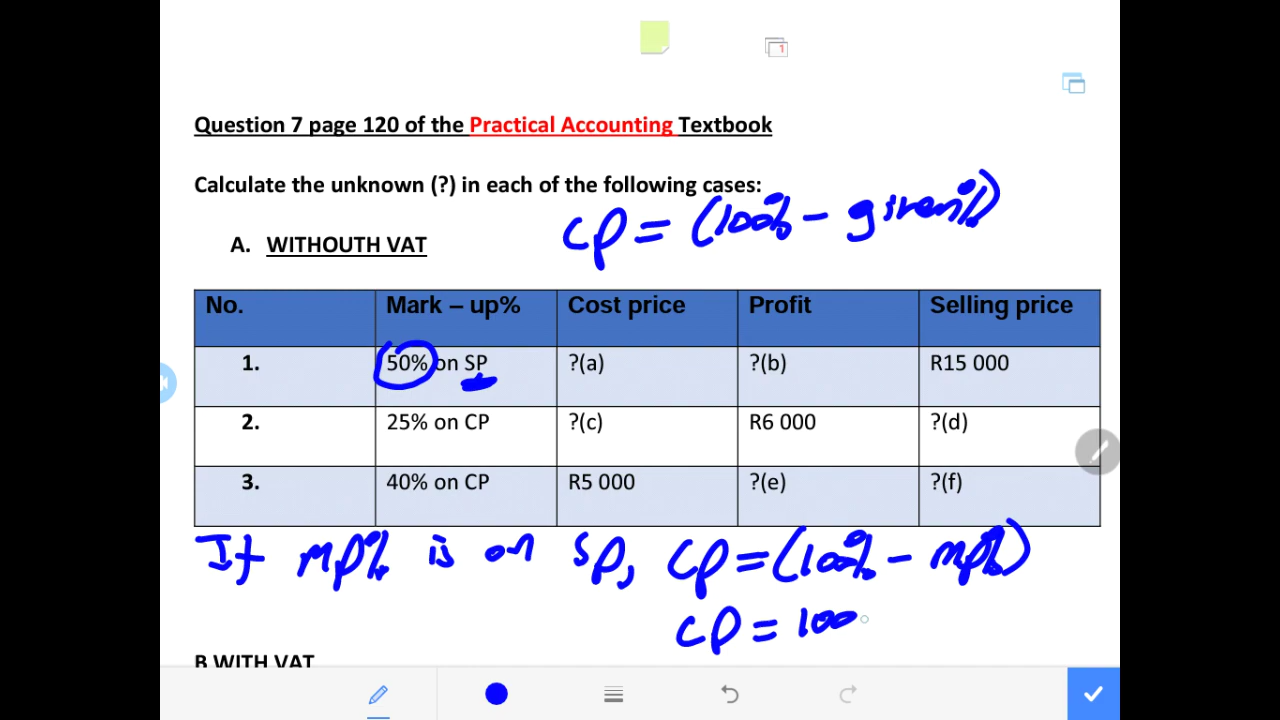 1
Question 7 page 120 of the Practical Accounting Textbook
Calculate the unknown (?) in each of the following cases:
CP = (100% - given%)
A. WITHOUTH VAT
No. Mark – up% Cost price Profit Selling price
1. 50% on SP ?(a) ?(b) R15 000
2. 25% on CP ?(c) R6 000 ?(d)
3. 40% on CP R5 000 ?(e) ?(f)
If mp% is on SP, CP = (100% - mp%)
CP = 100
B WITH VAT